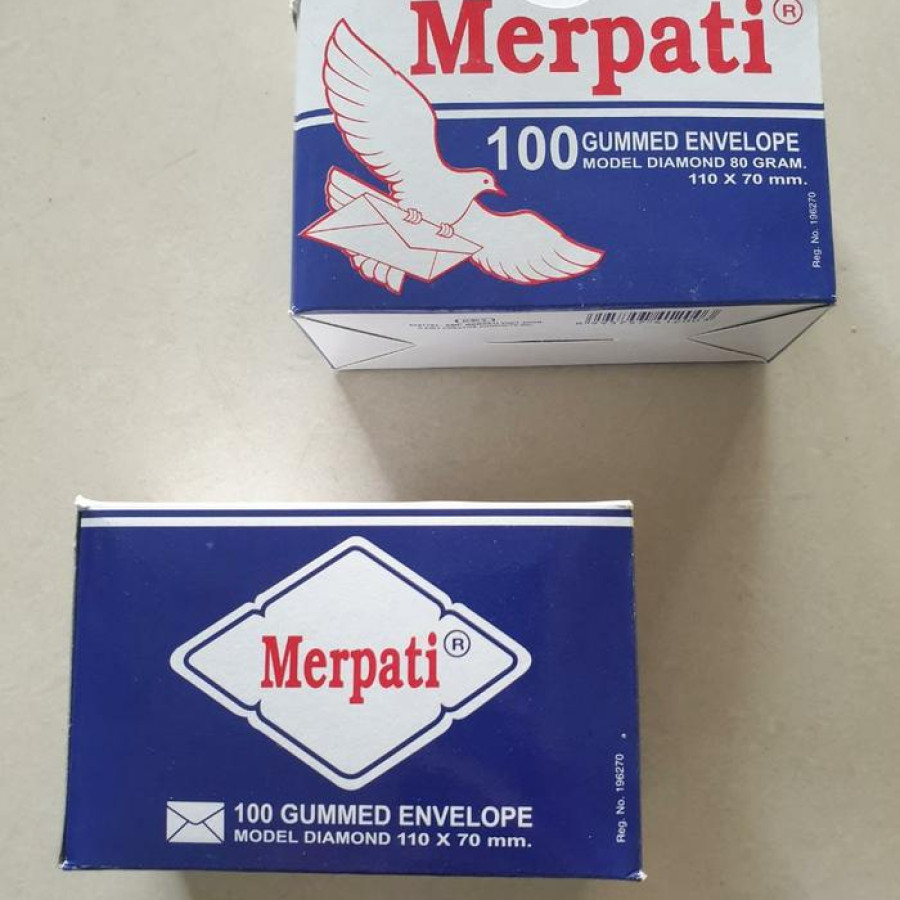 Merpati®
100 GUMMED ENVELOPE
MODEL DIAMOND 80 GRAM.
110 X 70 mm.
Reg. No. 196270
Merpati®
100 GUMMED ENVELOPE
MODEL DIAMOND 110 X 70 mm.
Reg. No. 196270